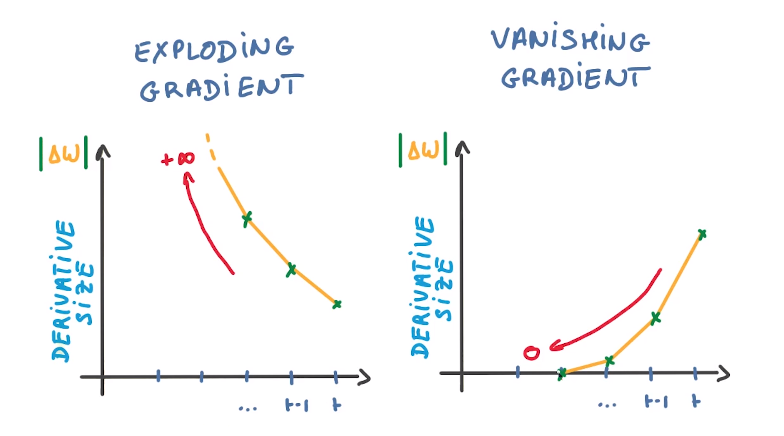 EXPLODING
GRADIENT
|ΔW|
+∞
DERIVATIVE
SIZE
... t-1 t
VANISHING
GRADIENT
|ΔW|
0
DERIVATIVE
SIZE
... t-1 t